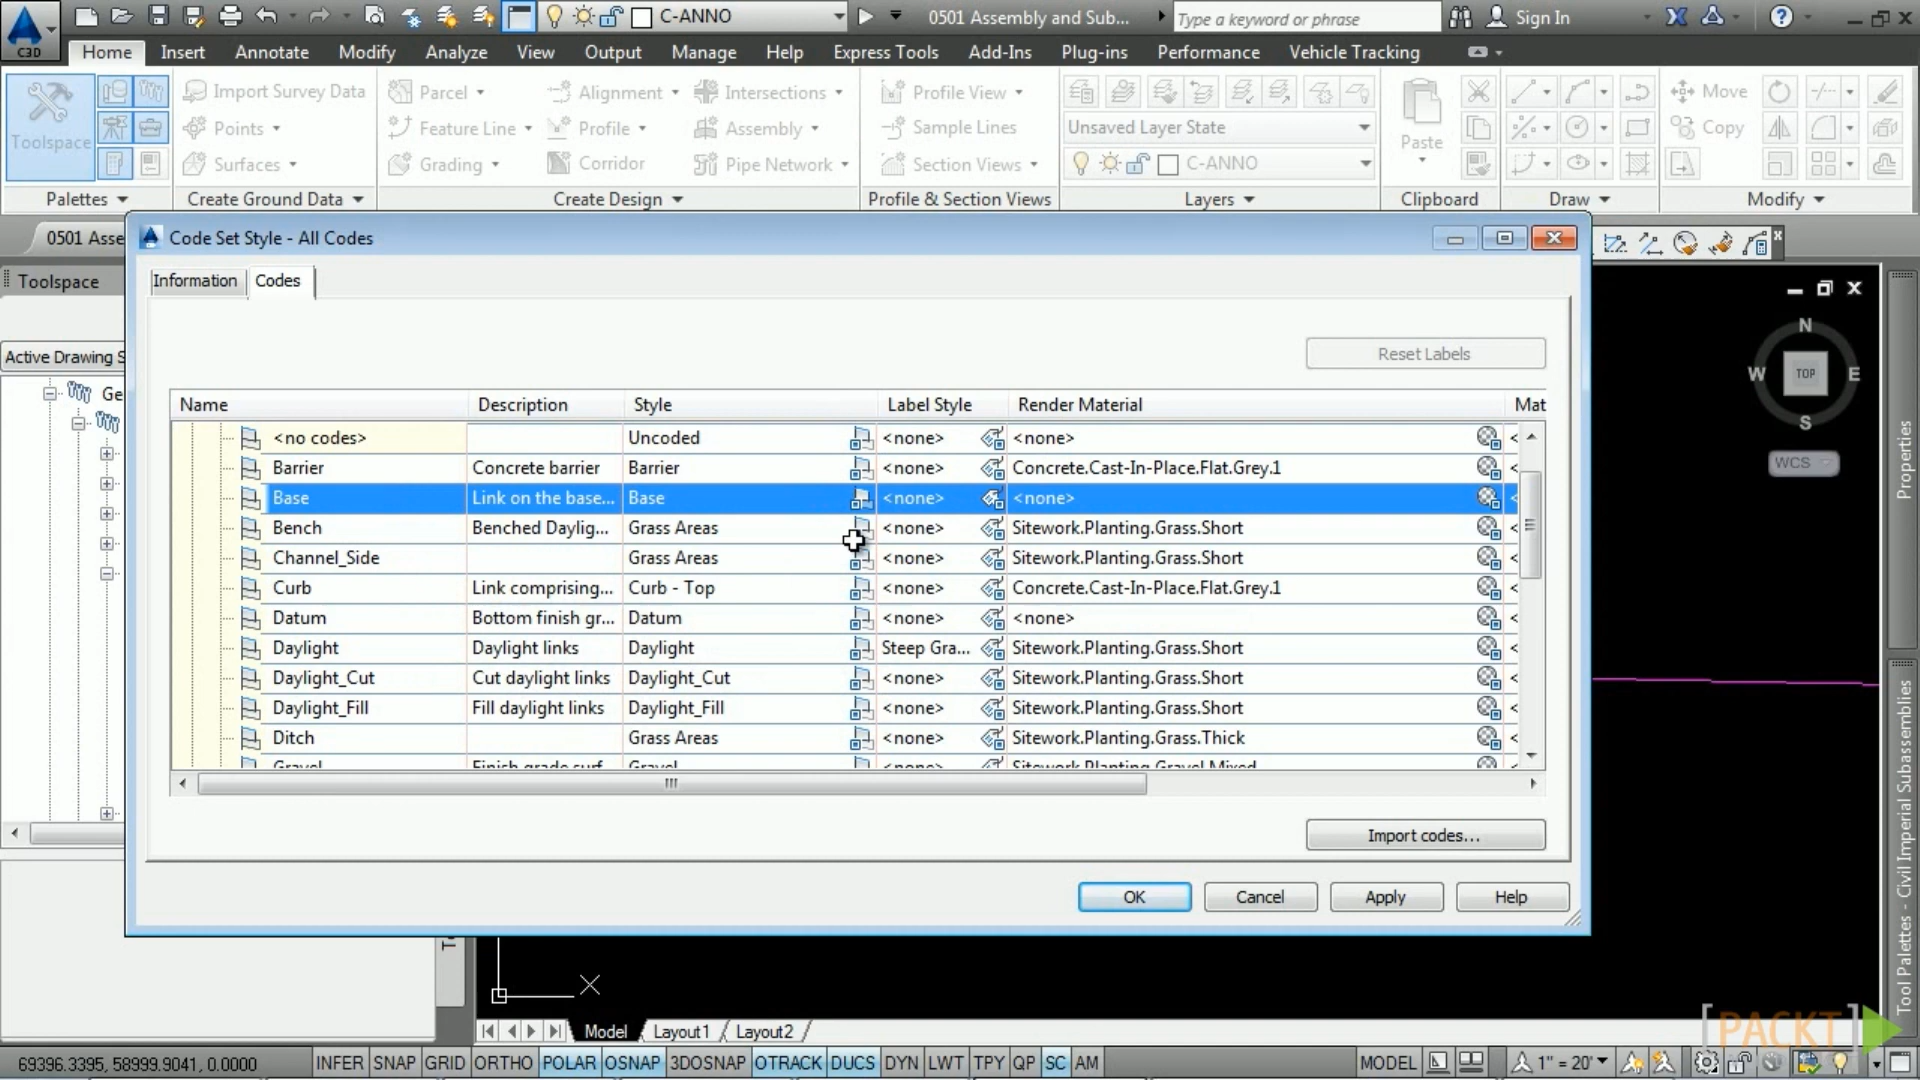 C-ANNO
0501 Assembly and Sub...
Type a keyword or phrase
Sign In
C3D
Home Insert Annotate Modify Analyze View Output Manage Help Express Tools Add-Ins Plug-ins Performance Vehicle Tracking
Toolspace
Import Survey Data
Points
Surfaces
Parcel
Feature Line
Grading
Alignment
Profile
Corridor
Intersections
Assembly
Pipe Network
Profile View
Sample Lines
Section Views
Unsaved Layer State
C-ANNO
Paste
Move
Copy
Palettes Create Ground Data Create Design Profile & Section Views Layers Clipboard Draw Modify
0501 Asse
Code Set Style - All Codes
Toolspace
Active Drawing S
Ge
Information Codes
Reset Labels
Name Description Style Label Style Render Material Mat
<no codes> Uncoded <none> <none> <
Barrier Concrete barrier Barrier <none> Concrete.Cast-In-Place.Flat.Grey.1 <
Base Link on the base... Base <none> <none> <
Bench Benched Daylig... Grass Areas <none> Sitework.Planting.Grass.Short <
Channel_Side Grass Areas <none> Sitework.Planting.Grass.Short <
Curb Link comprising... Curb - Top <none> Concrete.Cast-In-Place.Flat.Grey.1 <
Datum Bottom finish gr... Datum <none> <none> <
Daylight Daylight links Daylight Steep Gra... Sitework.Planting.Grass.Short <
Daylight_Cut Cut daylight links Daylight_Cut <none> Sitework.Planting.Grass.Short <
Daylight_Fill Fill daylight links Daylight_Fill <none> Sitework.Planting.Grass.Short <
Ditch Grass Areas <none> Sitework.Planting.Grass.Thick <
Gravel Finish grade surf... Gravel <none> Sitework.Planting.Gravel.Mixed
Import codes...
OK Cancel Apply Help
N
W TOP E
S
WCS
Properties
Tool Palettes - Civil Imperial Subassemblies
[PACKT]
Model Layout1 Layout2
69396.3395, 58999.9041, 0.0000 INFER SNAP GRID ORTHO POLAR OSNAP 3DOSNAP OTRACK DUCS DYN LWT TPY QP SC AM MODEL 1" = 20'